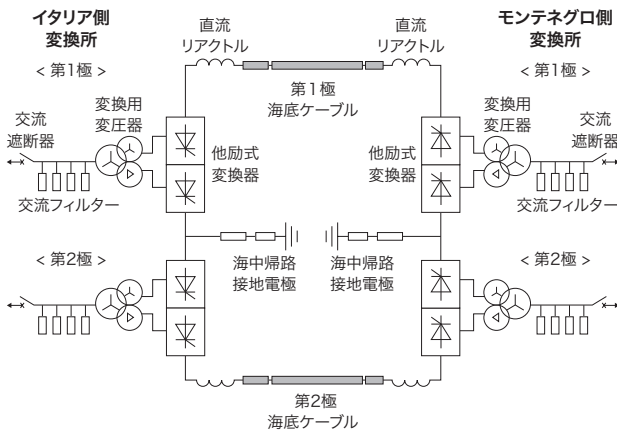 イタリア側
変換所
直流
リアクトル
直流
リアクトル
モンテネグロ側
変換所
< 第1極 >
第1極
海底ケーブル
< 第1極 >
交流
遮断器
変換用
変圧器
他励式
変換器
他励式
変換器
変換用
変圧器
交流
遮断器
交流フィルター
交流フィルター
< 第2極 >
海中帰路
接地電極
海中帰路
接地電極
< 第2極 >
第2極
海底ケーブル